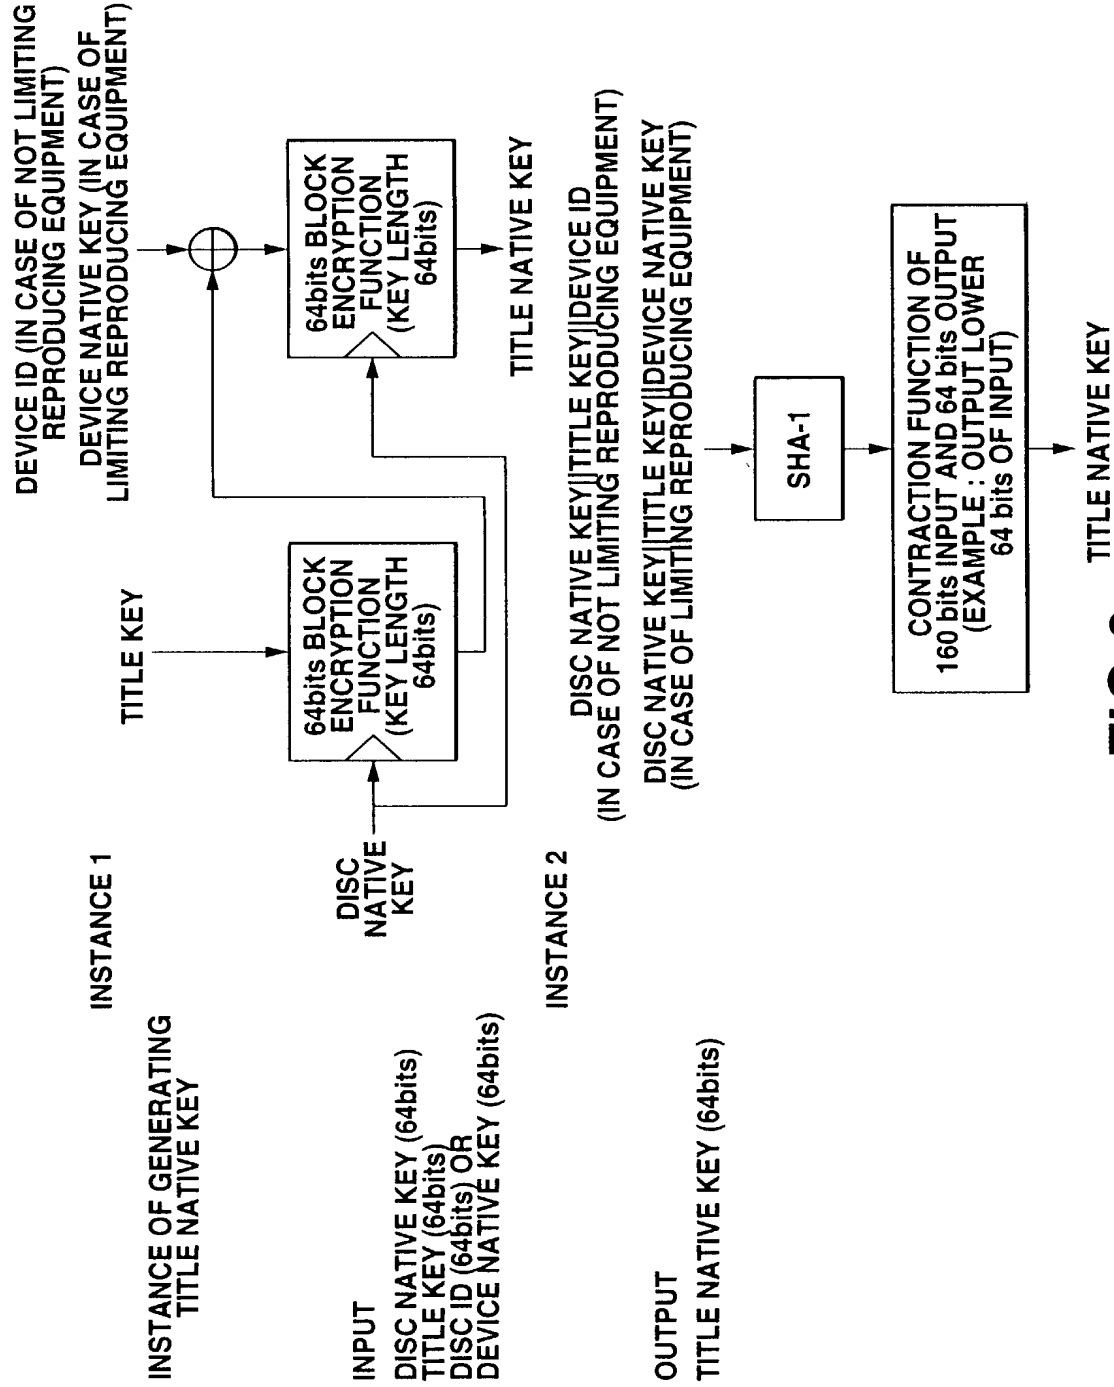 INSTANCE OF GENERATING
TITLE NATIVE KEY
INPUT
DISC NATIVE KEY (64bits)
TITLE KEY (64bits)
DISC ID (64bits) OR
DEVICE NATIVE KEY (64bits)
OUTPUT
TITLE NATIVE KEY (64bits)
INSTANCE 1
DISC
NATIVE
KEY
TITLE KEY
64bits BLOCK
ENCRYPTION
FUNCTION
(KEY LENGTH
64bits)
DEVICE ID (IN CASE OF NOT LIMITING
REPRODUCING EQUIPMENT)
DEVICE NATIVE KEY (IN CASE OF
LIMITING REPRODUCING EQUIPMENT)
64bits BLOCK
ENCRYPTION
FUNCTION
(KEY LENGTH
64bits)
TITLE NATIVE KEY
INSTANCE 2
DISC NATIVE KEY||TITLE KEY||DEVICE ID
(IN CASE OF NOT LIMITING REPRODUCING EQUIPMENT)
DISC NATIVE KEY||TITLE KEY||DEVICE NATIVE KEY
(IN CASE OF LIMITING REPRODUCING EQUIPMENT)
SHA-1
CONTRACTION FUNCTION OF
160 bits INPUT AND 64 bits OUTPUT
(EXAMPLE : OUTPUT LOWER
64 bits OF INPUT)
TITLE NATIVE KEY